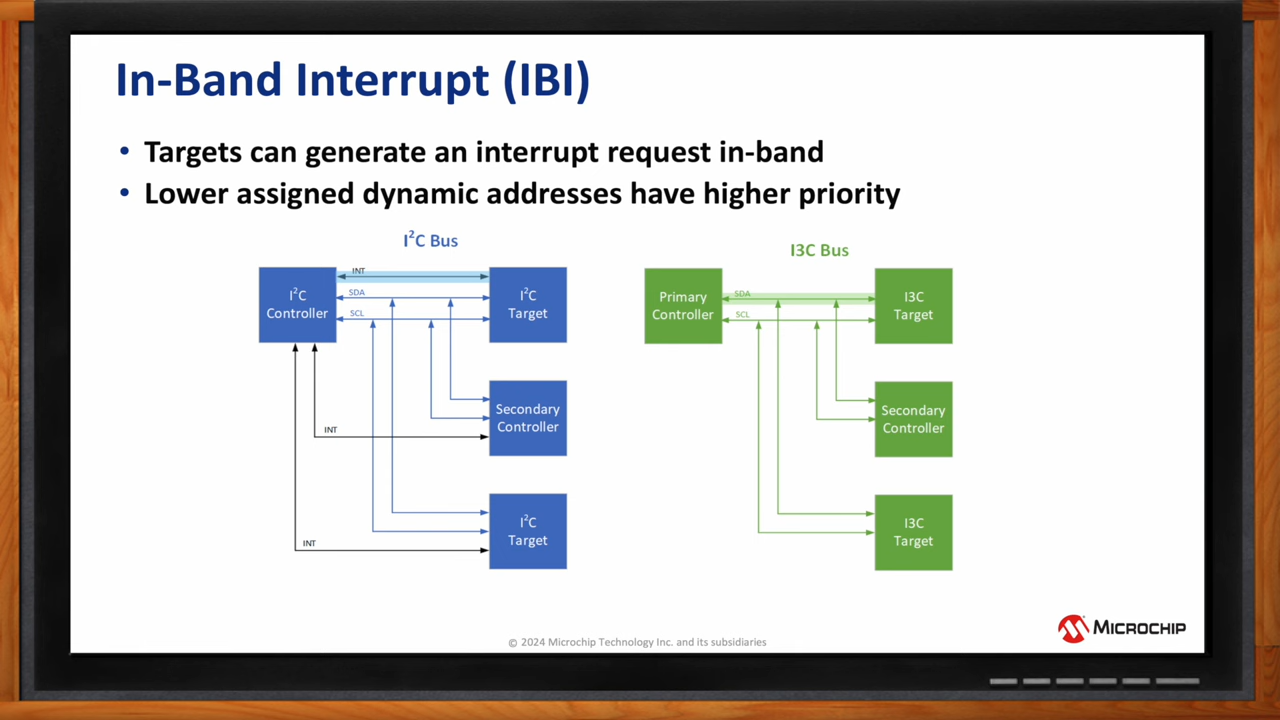 In-Band Interrupt (IBI)
• Targets can generate an interrupt request in-band
• Lower assigned dynamic addresses have higher priority
I²C Bus
INT
SDA
SCL
I²C
Controller
I²C
Target
Secondary
Controller
INT
I²C
Target
INT
I3C Bus
SDA
SCL
Primary
Controller
I3C
Target
Secondary
Controller
I3C
Target
MICROCHIP
© 2024 Microchip Technology Inc. and its subsidiaries